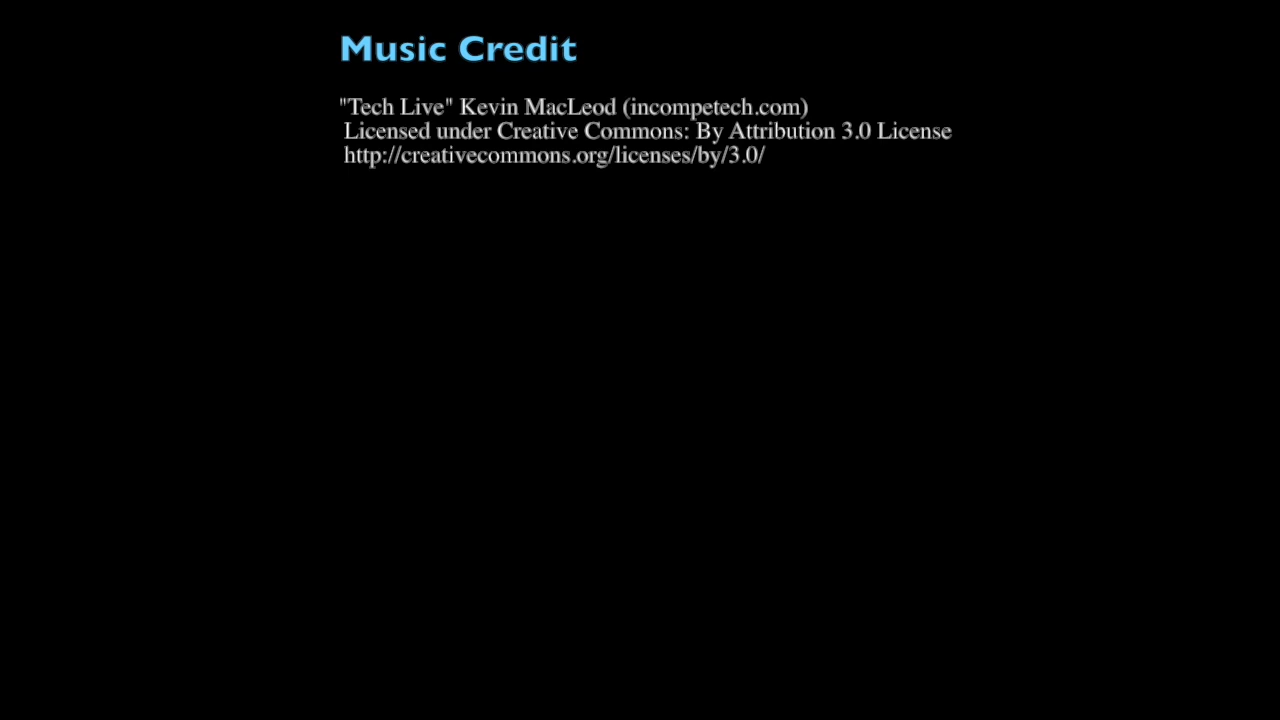 Music Credit
"Tech Live" Kevin MacLeod (incompetech.com)
Licensed under Creative Commons: By Attribution 3.0 License
http://creativecommons.org/licenses/by/3.0/